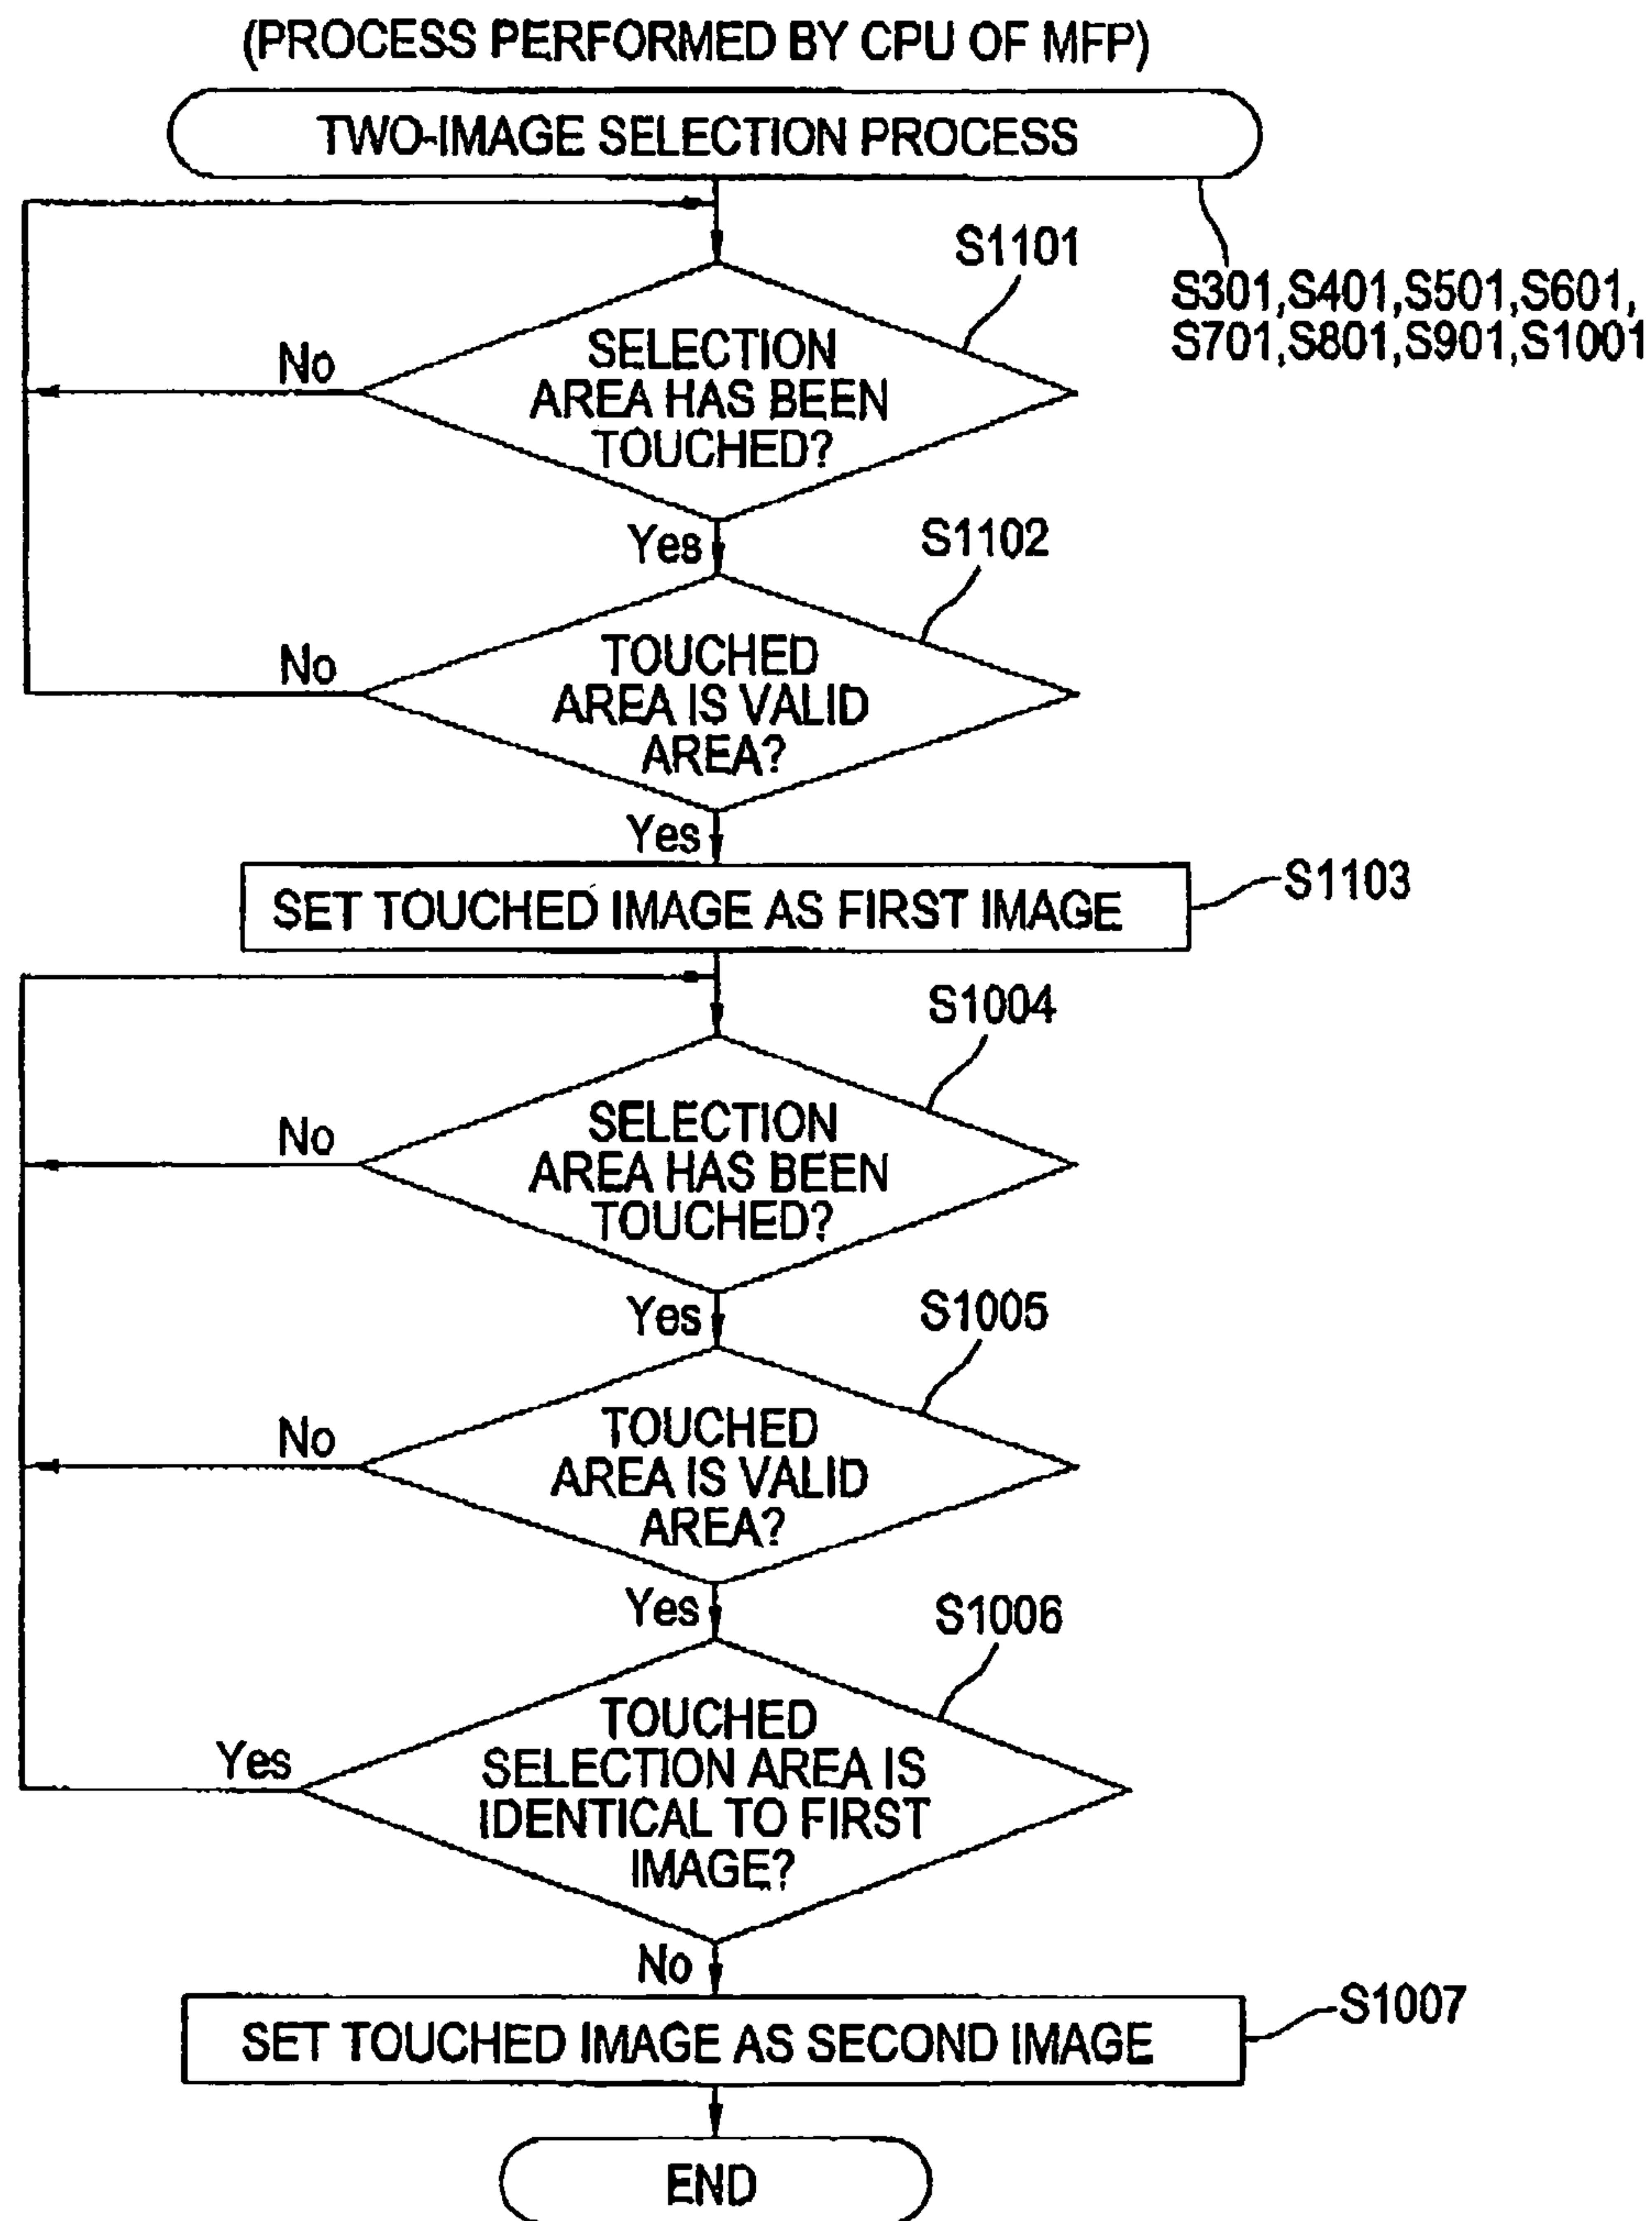 (PROCESS PERFORMED BY CPU OF MFP)
TWO-IMAGE SELECTION PROCESS
S301,S401,S501,S601,
S701,S801,S901,S1001
S1101
SELECTION
AREA HAS BEEN
TOUCHED?
No
Yes
S1102
TOUCHED
AREA IS VALID
AREA?
No
Yes
SET TOUCHED IMAGE AS FIRST IMAGE
S1103
S1004
SELECTION
AREA HAS BEEN
TOUCHED?
No
Yes
S1005
TOUCHED
AREA IS VALID
AREA?
No
Yes
S1006
TOUCHED
SELECTION AREA IS
IDENTICAL TO FIRST
IMAGE?
Yes
No
SET TOUCHED IMAGE AS SECOND IMAGE
S1007
END